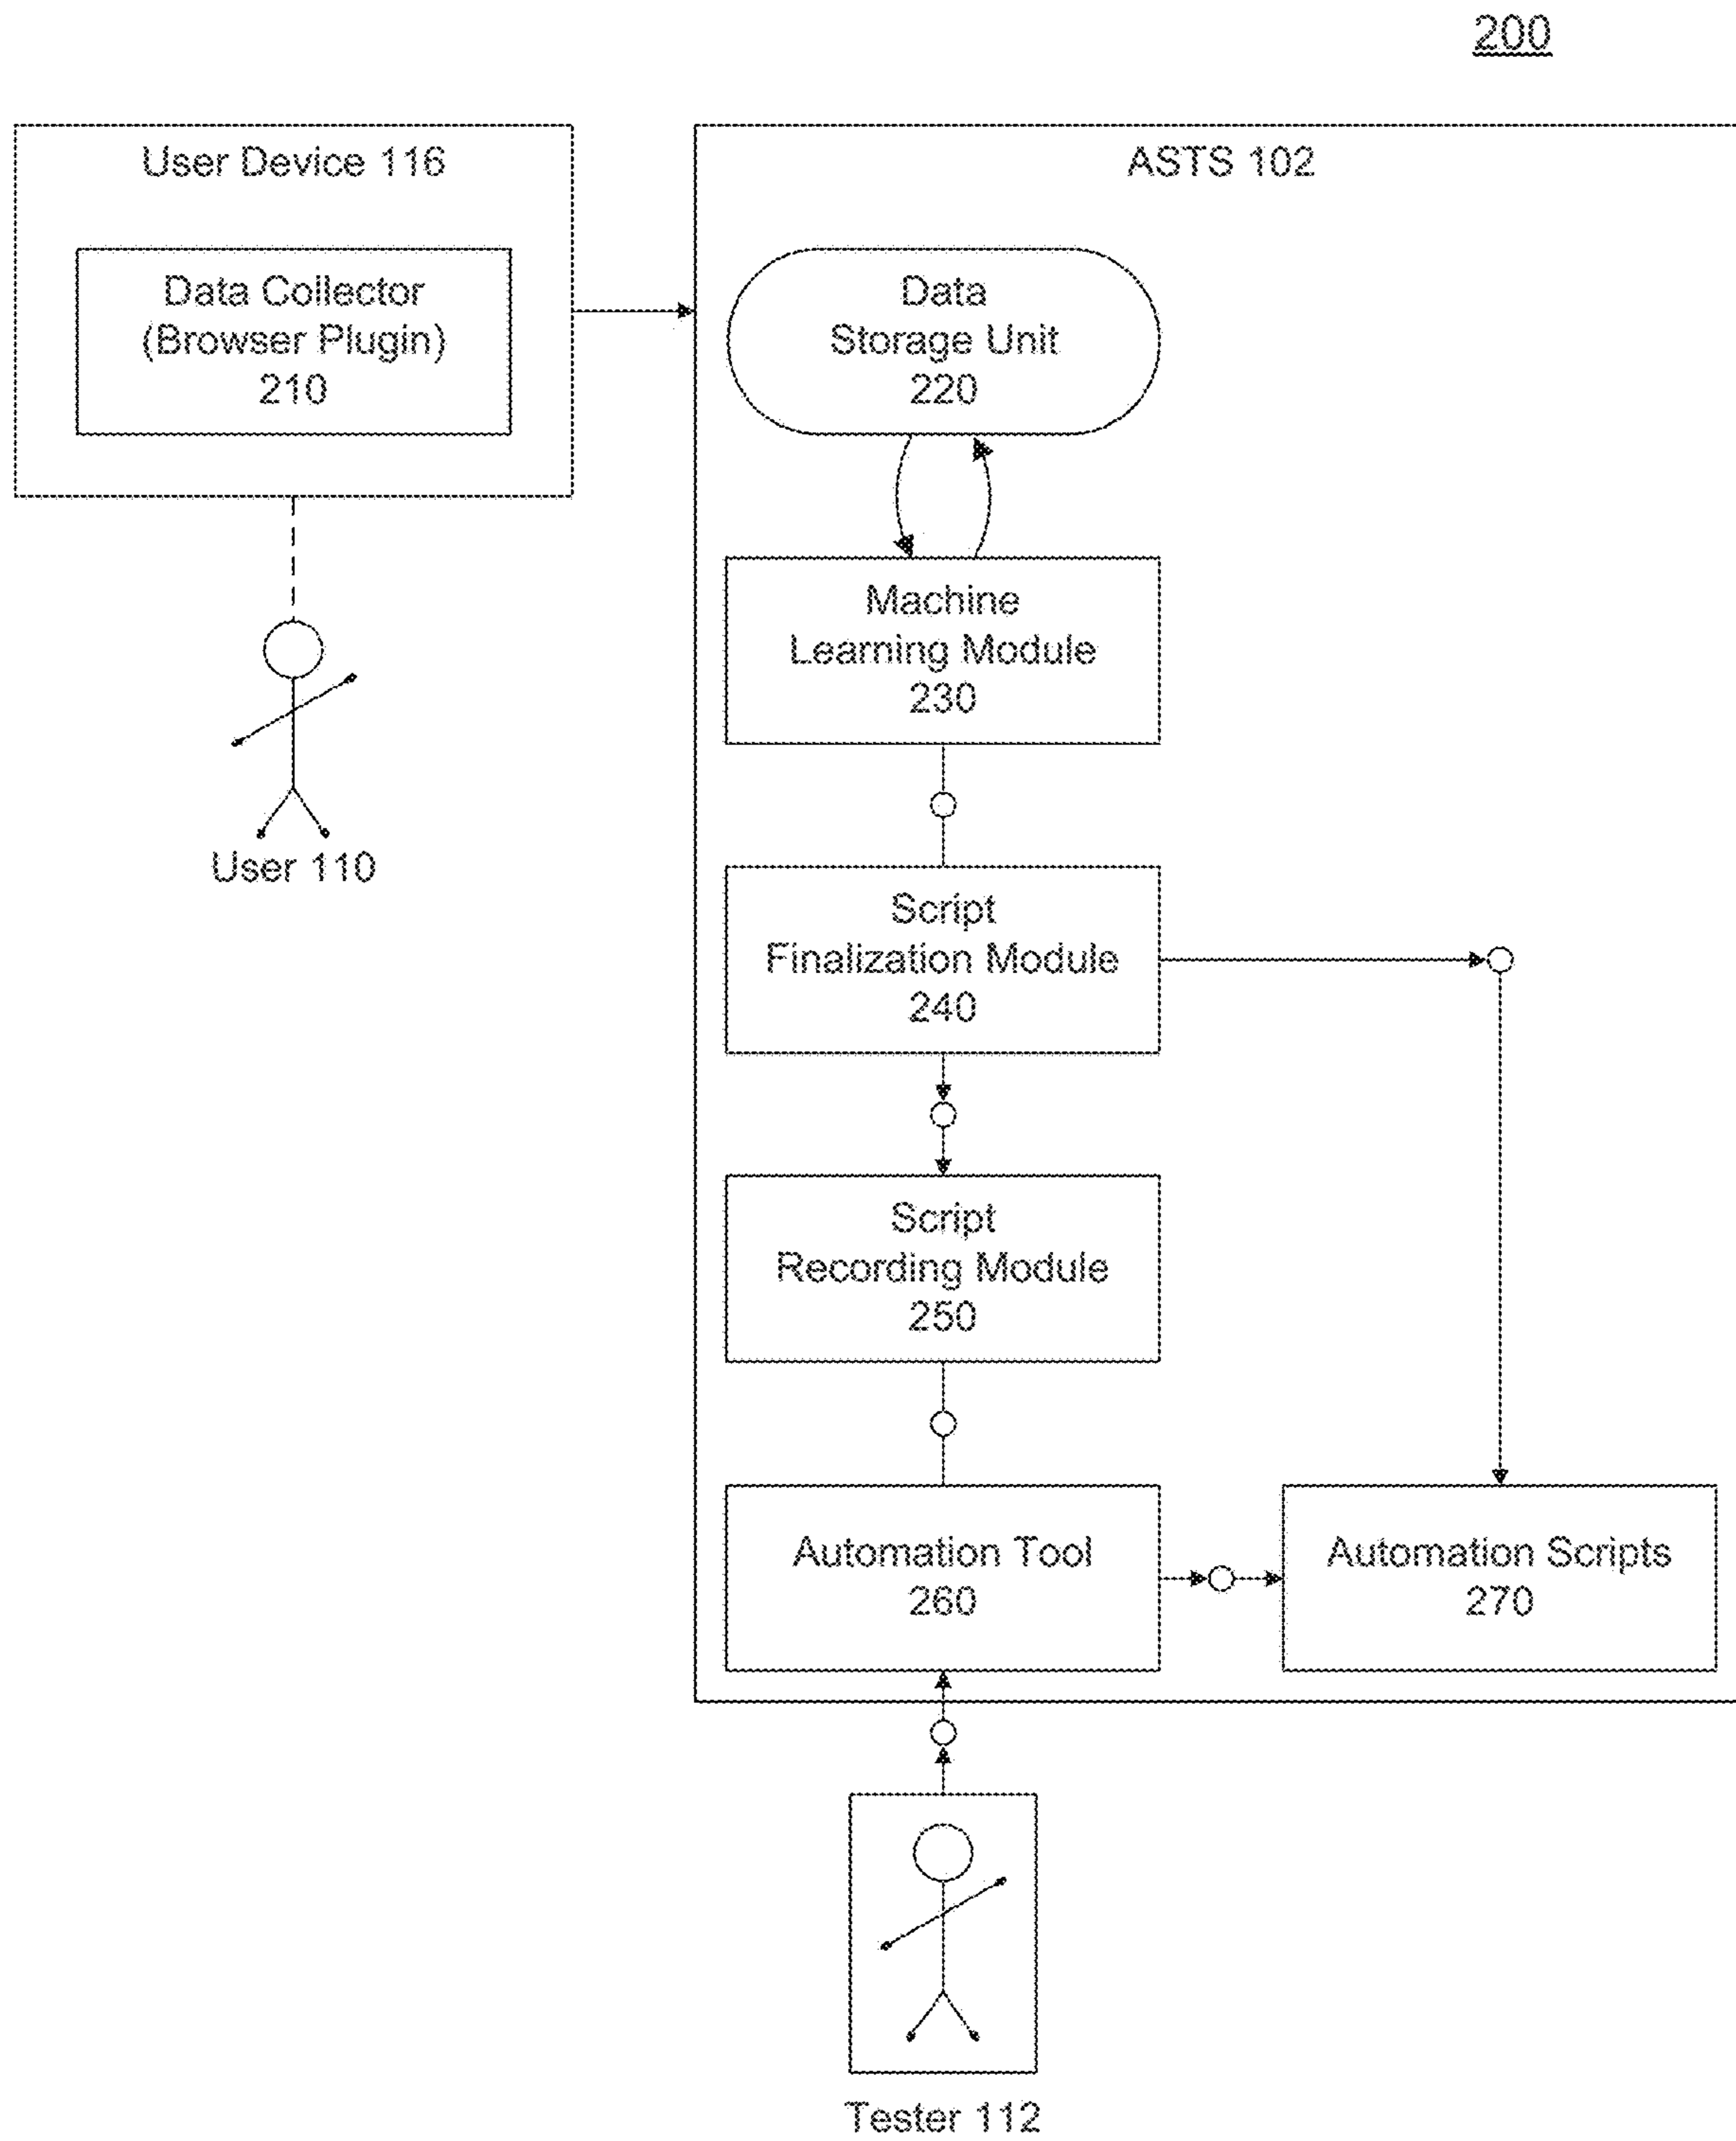 200
User Device 116
Data Collector
(Browser Plugin)
210
User 110
ASTS 102
Data
Storage Unit
220
Machine
Learning Module
230
Script
Finalization Module
240
Script
Recording Module
250
Automation Tool
260
Automation Scripts
270
Tester 112